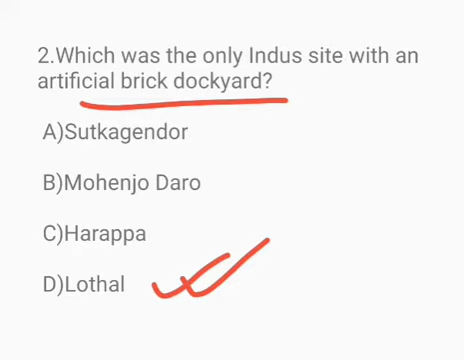 2.Which was the only Indus site with an
artificial brick dockyard?
A)Sutkagendor
B)Mohenjo Daro
C)Harappa
D)Lothal